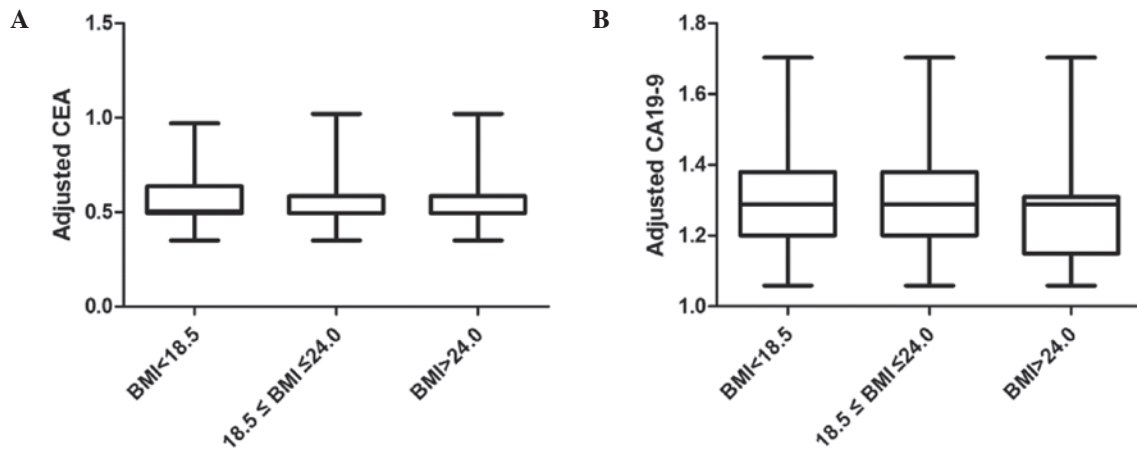 A
Adjusted CEA
1.5
1.0
0.5
0.0
BMI<18.5
18.5 ≤ BMI ≤24.0
BMI>24.0
B
Adjusted CA19-9
1.8
1.6
1.4
1.2
1.0
BMI<18.5
18.5 ≤ BMI ≤24.0
BMI>24.0